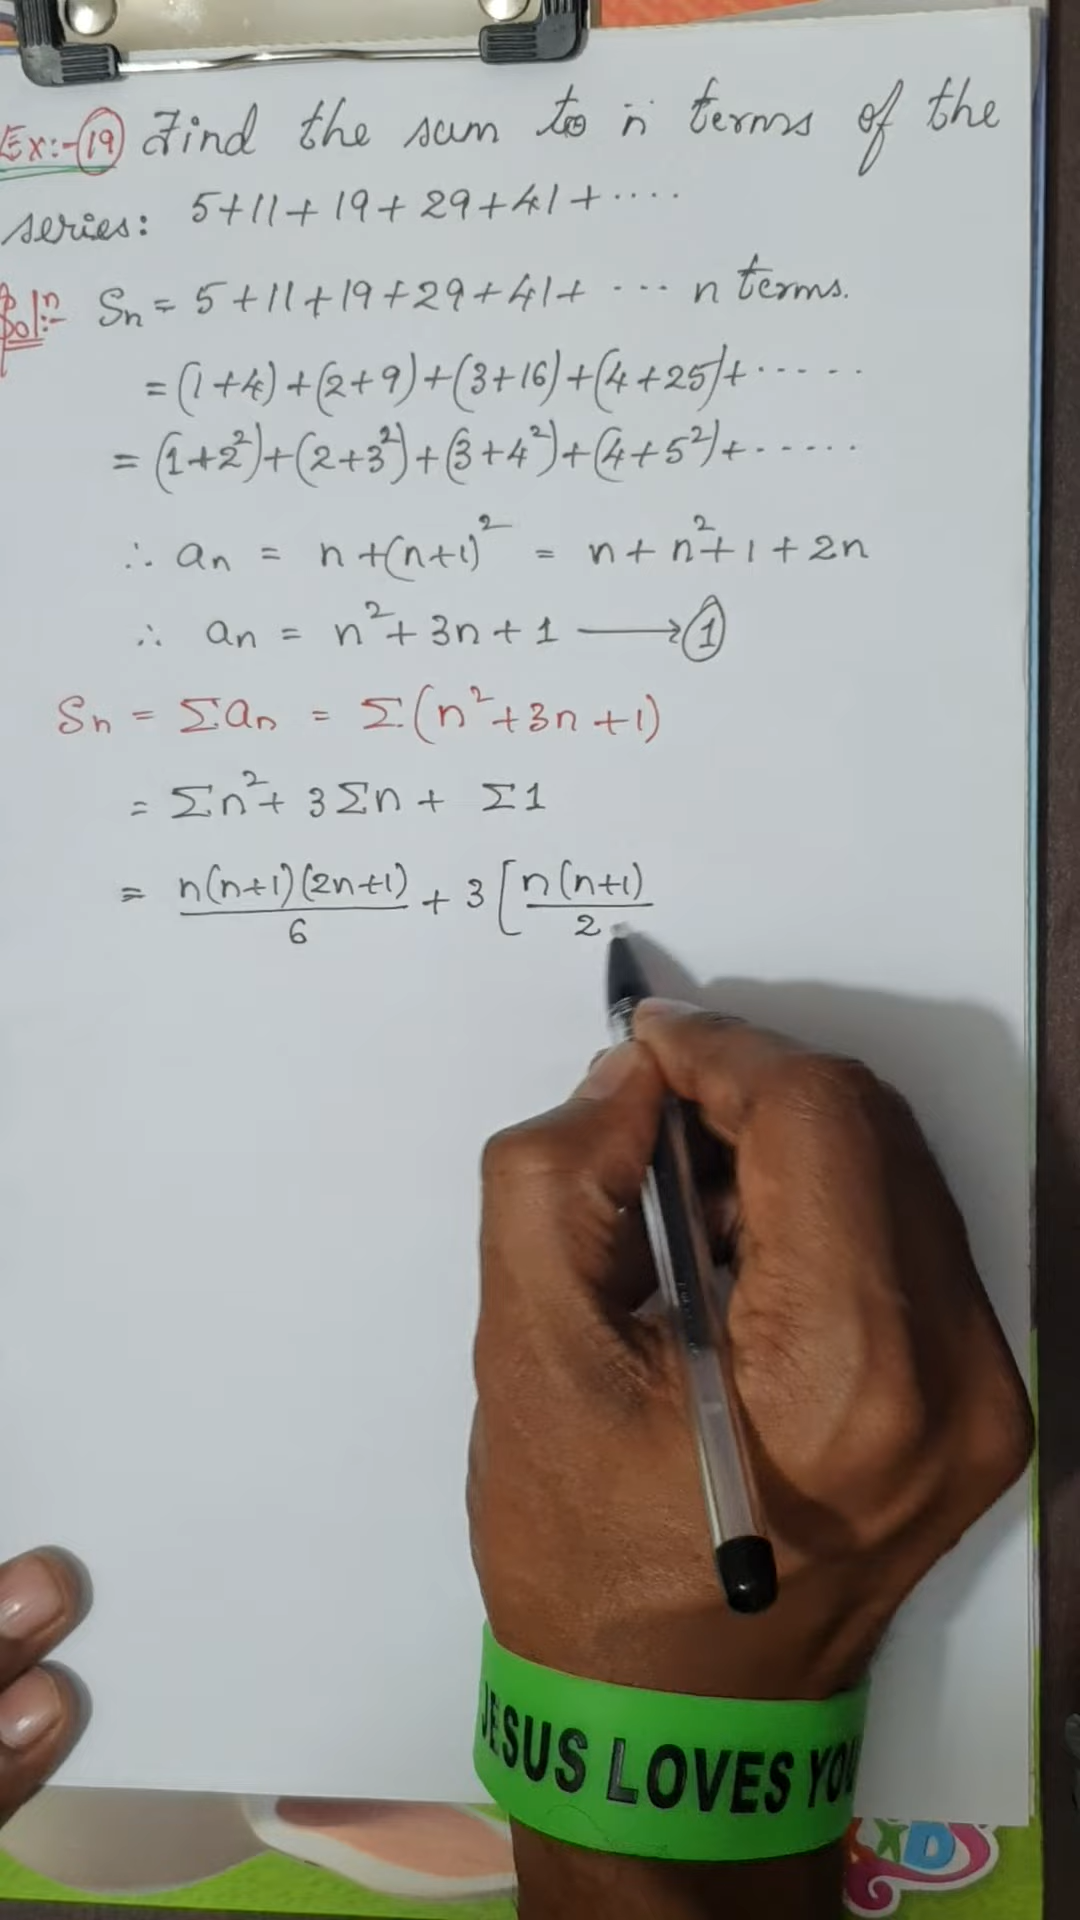 Ex:-(19) Find the sum to n terms of the
series: 5+11+19+29+41+....
Solⁿ:- Sn = 5+11+19+29+41+ ... n terms.
= (1+4)+(2+9)+(3+16)+(4+25)+.....
= (1+2²)+(2+3²)+(3+4²)+(4+5²)+......
∴ an = n+(n+1)² = n+n²+1+2n
∴ an = n²+3n+1 ⟶ ①
Sn = Σan = Σ(n²+3n+1)
= Σn²+ 3Σn + Σ1
= n(n+1)(2n+1)/6 + 3[n(n+1)/2
JESUS LOVES YOU